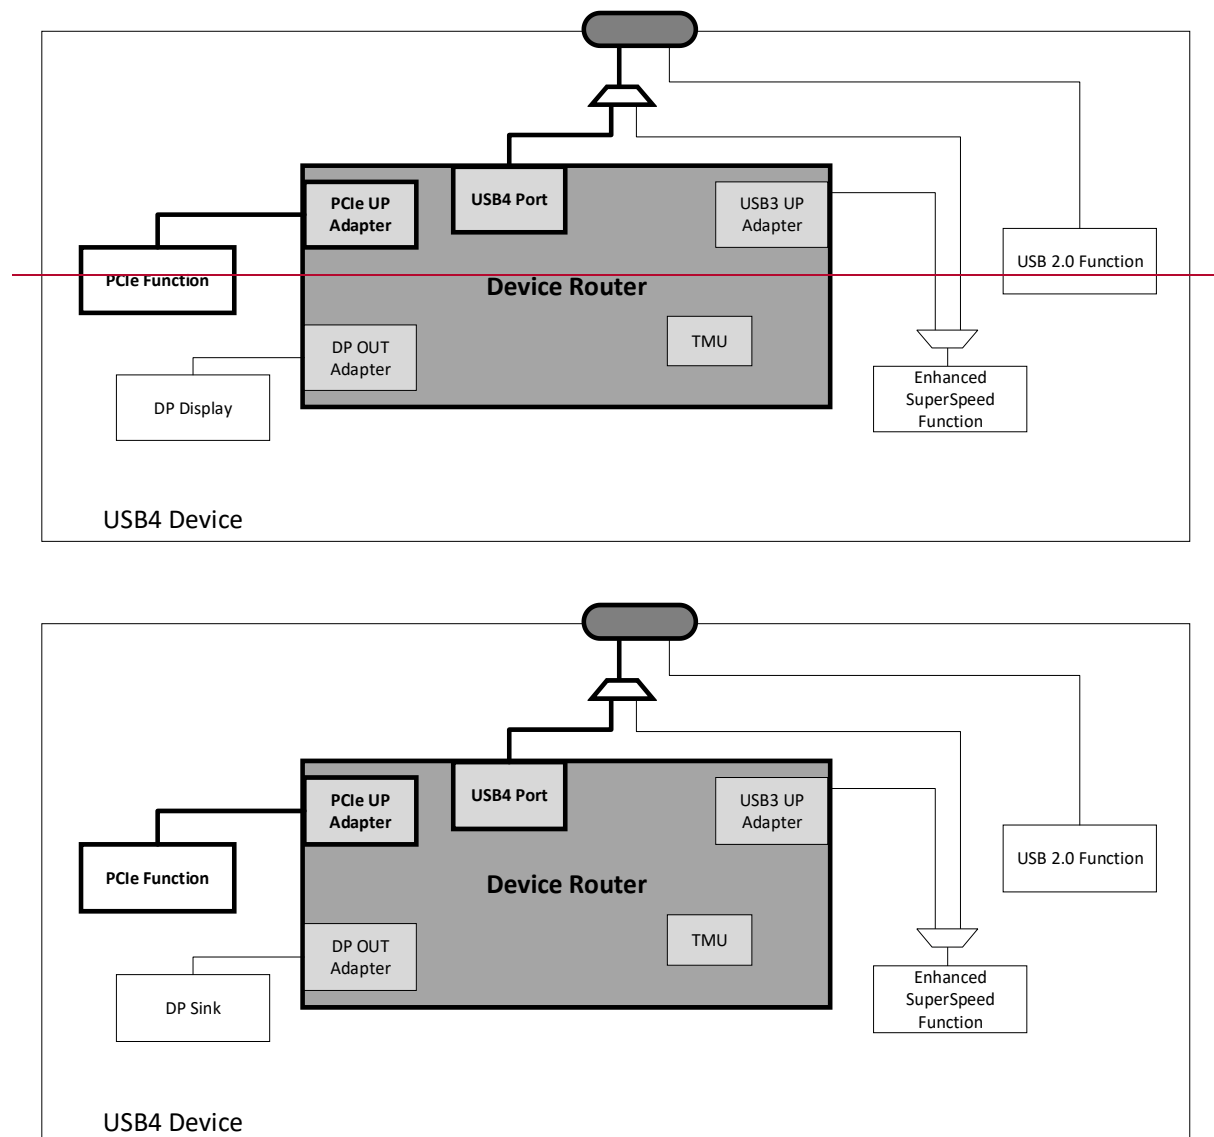 PCIe UP
Adapter
USB4 Port
USB3 UP
Adapter
PCIe Function
Device Router
USB 2.0 Function
DP OUT
Adapter
TMU
DP Display
Enhanced
SuperSpeed
Function
USB4 Device
PCIe UP
Adapter
USB4 Port
USB3 UP
Adapter
PCIe Function
Device Router
USB 2.0 Function
DP OUT
Adapter
TMU
DP Sink
Enhanced
SuperSpeed
Function
USB4 Device